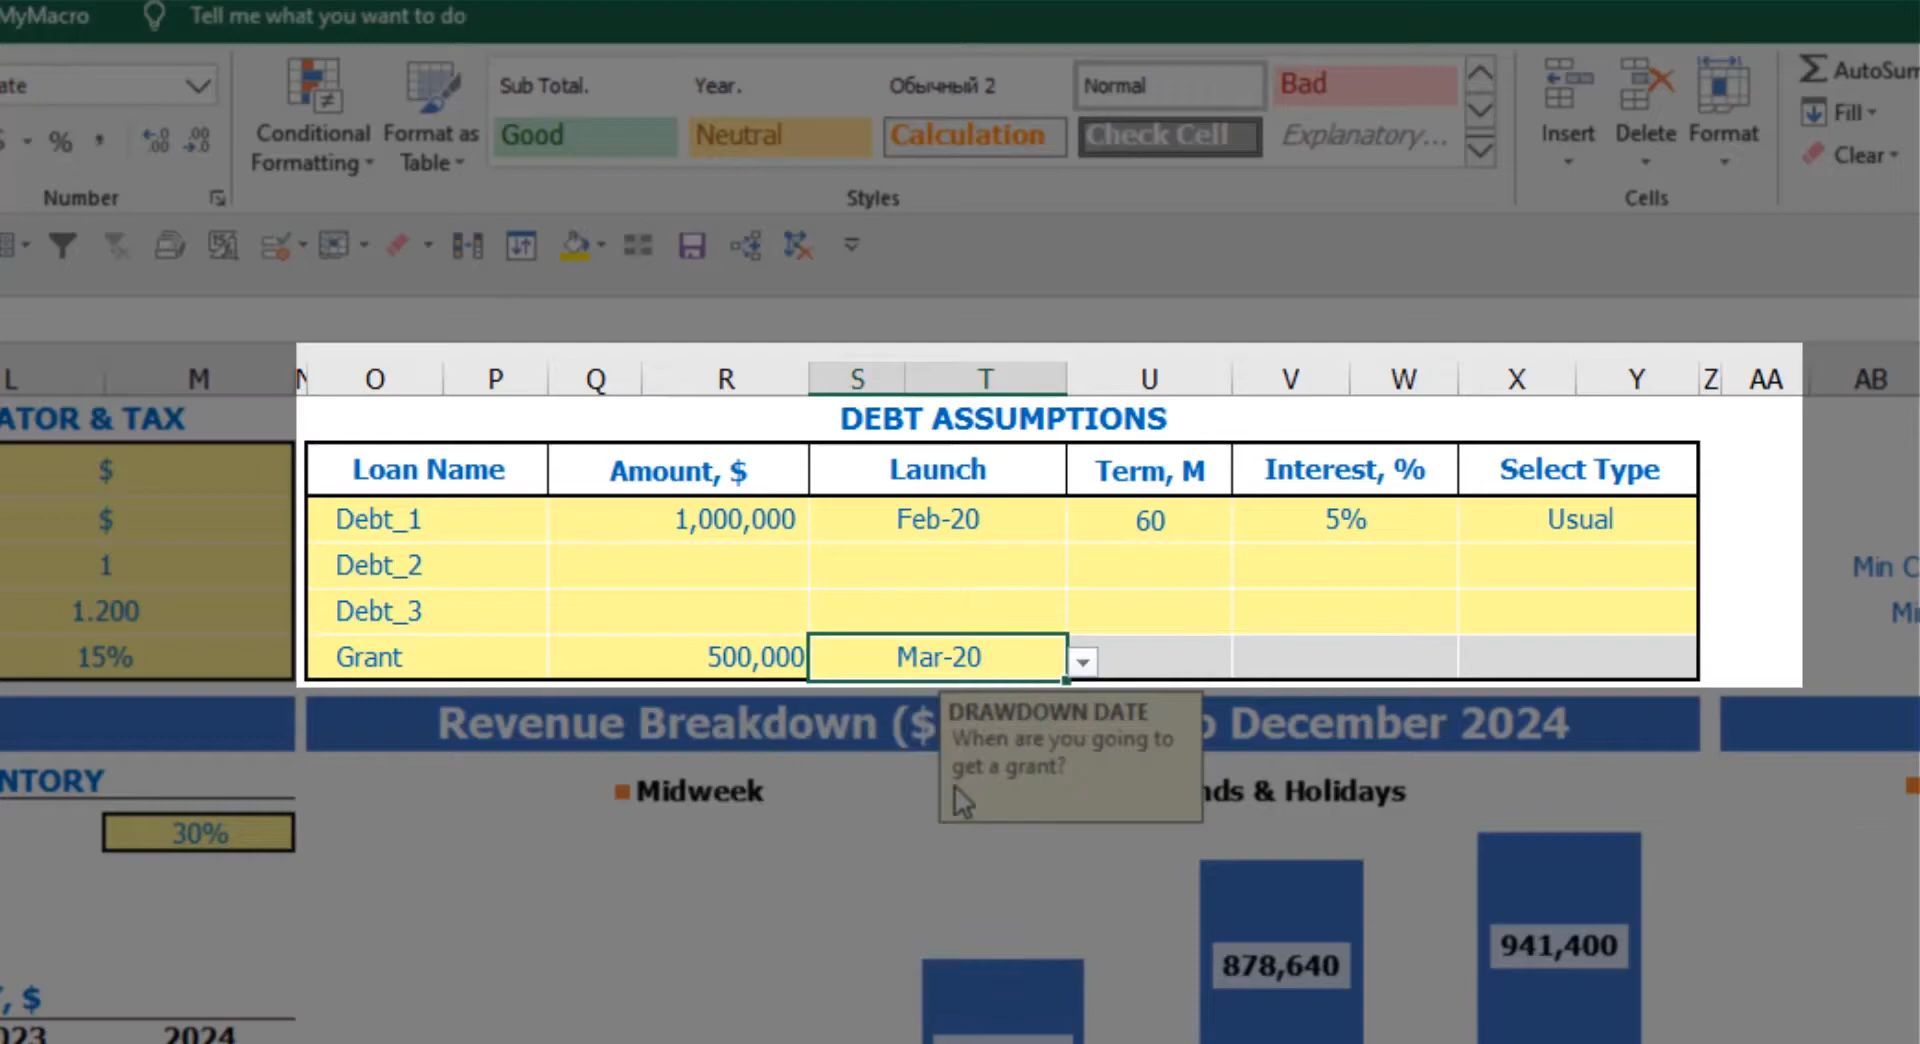 MyMacro Tell me what you want to do
Sub Total. Year. Обычный 2 Normal Bad
Good Neutral Calculation Check Cell Explanatory...
% ,
Conditional Formatting
Format as Table
Insert Delete Format
AutoSum
Fill
Clear
Number Styles Cells
L M N O P Q R S T U V W X Y Z AA AB
ATOR & TAX DEBT ASSUMPTIONS
$ Loan Name Amount, $ Launch Term, M Interest, % Select Type
$ Debt_1 1,000,000 Feb-20 60 5% Usual
1 Debt_2 Min C
1.200 Debt_3
15% Grant 500,000 Mar-20
Revenue Breakdown ($ o December 2024
DRAWDOWN DATE
When are you going to
get a grant?
NTORY
Midweek nds & Holidays
30%
878,640
941,400
, $
023 2024